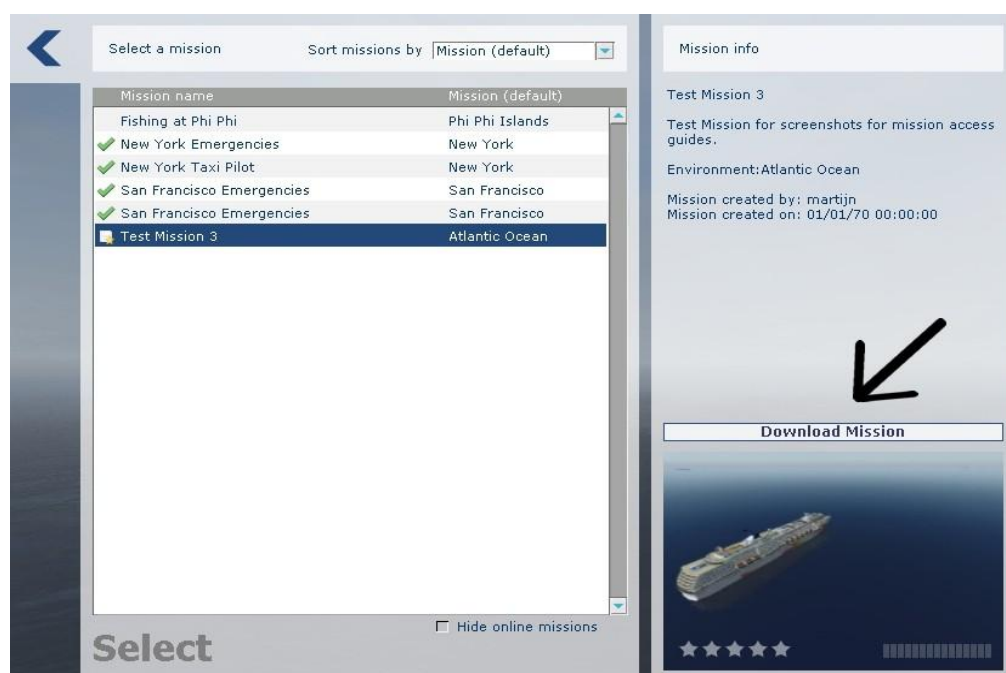 Select a mission
Sort missions by Mission (default)
Mission name Mission (default)
Fishing at Phi Phi Phi Phi Islands
New York Emergencies New York
New York Taxi Pilot New York
San Francisco Emergencies San Francisco
San Francisco Emergencies San Francisco
Test Mission 3 Atlantic Ocean
Hide online missions
Select
Mission info
Test Mission 3
Test Mission for screenshots for mission access
guides.
Environment:Atlantic Ocean
Mission created by: martijn
Mission created on: 01/01/70 00:00:00
Download Mission